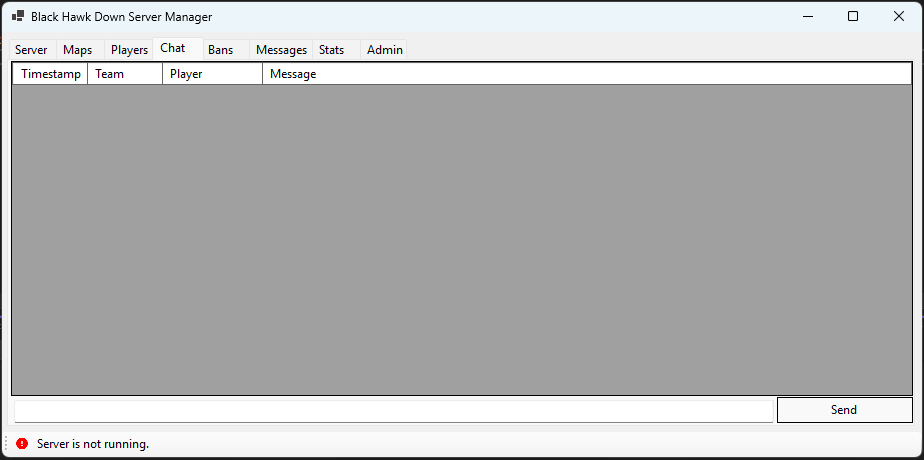 Black Hawk Down Server Manager
Server Maps Players Chat Bans Messages Stats Admin
Timestamp Team Player Message
Send
Server is not running.